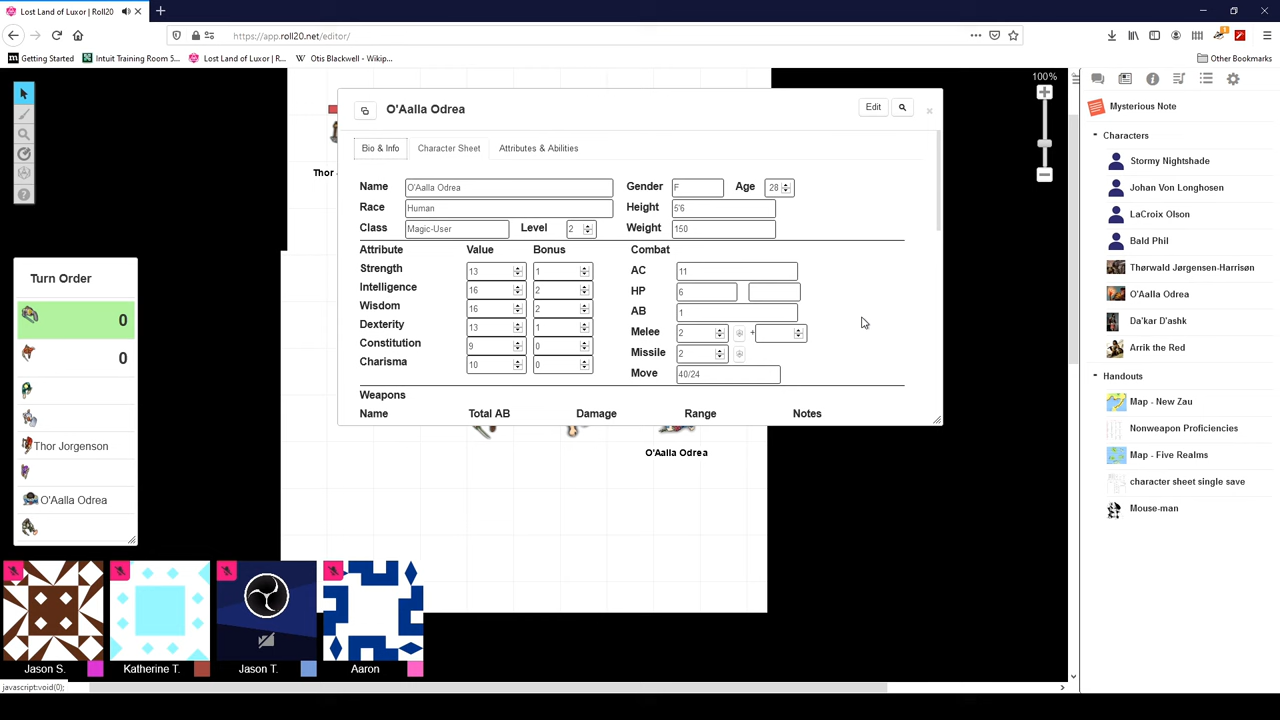 Lost Land of Luxor | Roll20
https://app.roll20.net/editor/
Getting Started
Intuit Training Room 5...
Lost Land of Luxor | R...
Otis Blackwell – Wikip...
Other Bookmarks
100%
Mysterious Note
Characters
Stormy Nightshade
Johan Von Longhosen
LaCroix Olson
Bald Phil
Thørwald Jørgensen-Harrisøn
O'Aalla Odrea
Da'kar D'ashk
Arrik the Red
Handouts
Map - New Zau
Nonweapon Proficiencies
Map - Five Realms
character sheet single save
Mouse-man
Thor
O'Aalla Odrea
Edit
Bio & Info
Character Sheet
Attributes & Abilities
Name O'Aalla Odrea Gender F Age 28
Race Human Height 5'6
Class Magic-User Level 2 Weight 150
Attribute Value Bonus Combat
Strength 13 1 AC 11
Intelligence 16 2 HP 6
Wisdom 16 2 AB 1
Dexterity 13 1 Melee 2 +
Constitution 9 0 Missile 2
Charisma 10 0 Move 40/24
Weapons
Name Total AB Damage Range Notes
O'Aalla Odrea
Turn Order
0
0
Thor Jorgenson
O'Aalla Odrea
Jason S.
Katherine T.
Jason T.
Aaron
javascript:void(0);